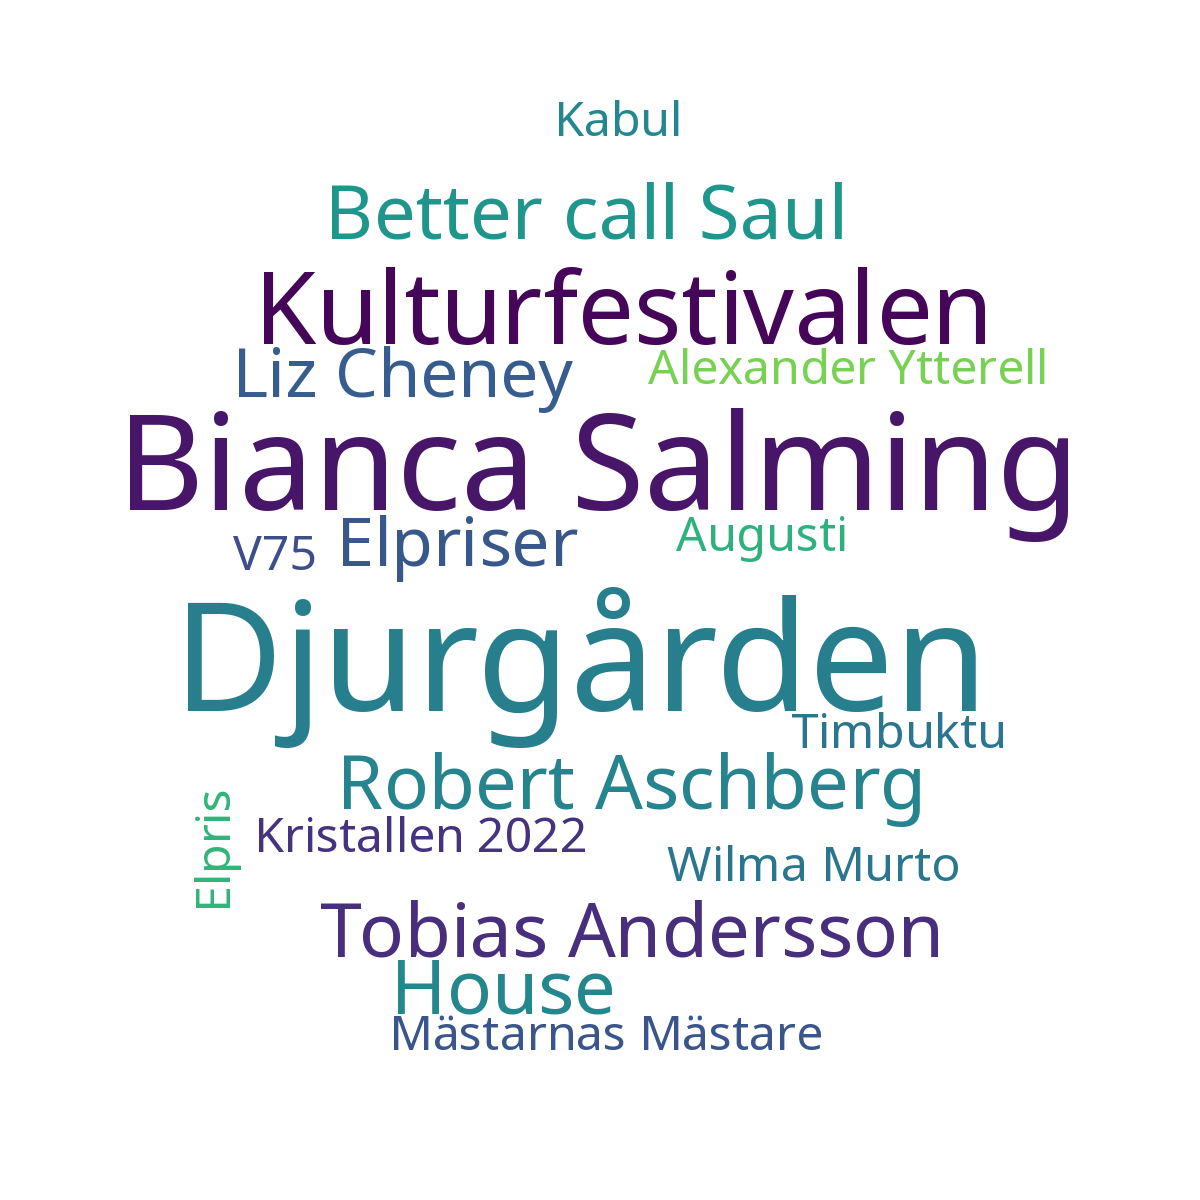 Kabul
Better call Saul
Kulturfestivalen
Liz Cheney
Alexander Ytterell
Bianca Salming
V75
Elpriser
Augusti
Djurgården
Timbuktu
Robert Aschberg
Elpris
Kristallen 2022
Wilma Murto
Tobias Andersson
House
Mästarnas Mästare